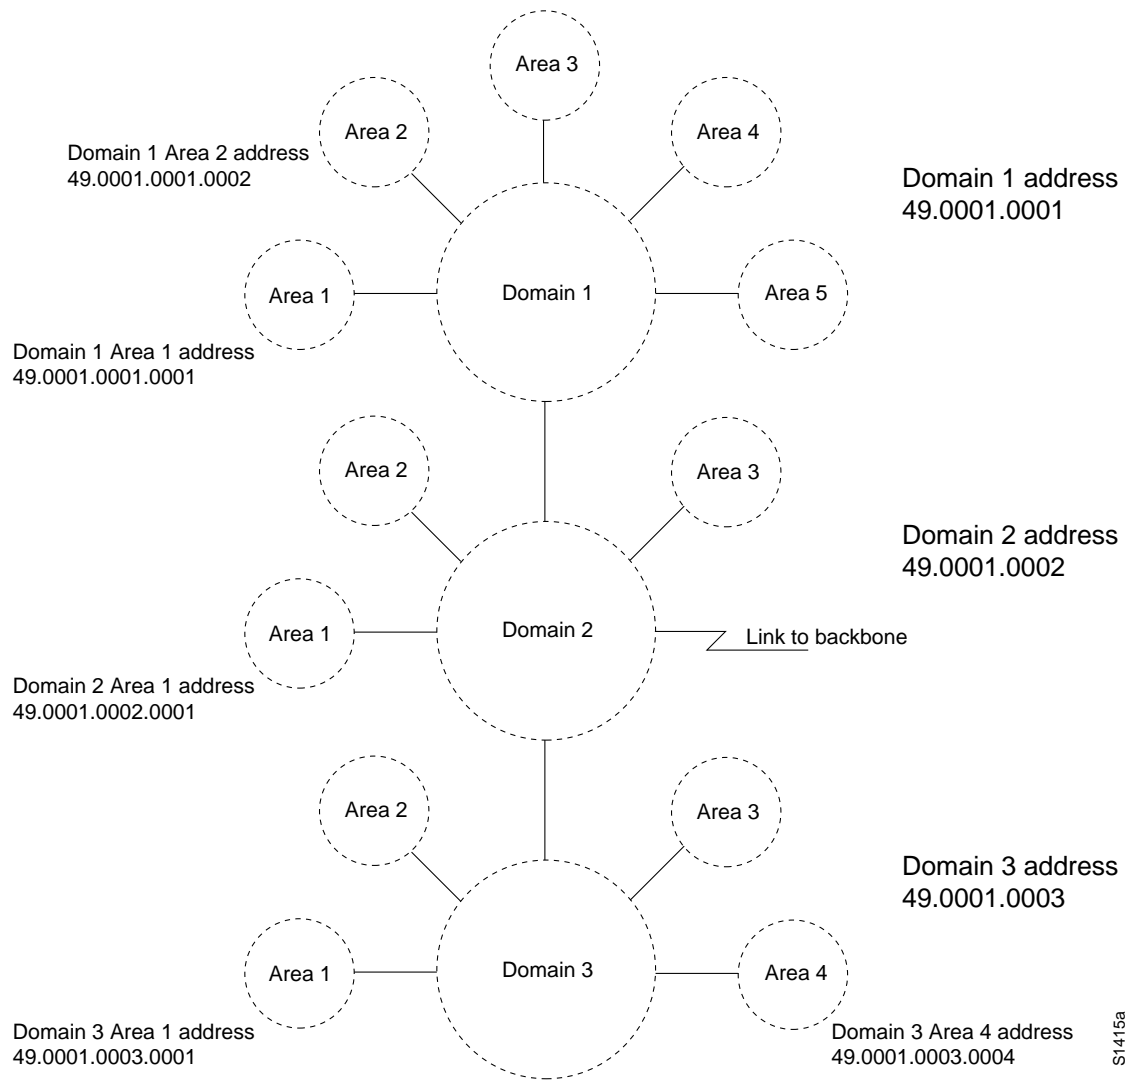 Area 3
Area 2
Area 4
Domain 1 Area 2 address
49.0001.0001.0002
Domain 1 address
49.0001.0001
Area 1
Domain 1
Area 5
Domain 1 Area 1 address
49.0001.0001.0001
Area 2
Area 3
Domain 2 address
49.0001.0002
Area 1
Domain 2
Link to backbone
Domain 2 Area 1 address
49.0001.0002.0001
Area 2
Area 3
Domain 3 address
49.0001.0003
Area 1
Domain 3
Area 4
Domain 3 Area 1 address
49.0001.0003.0001
Domain 3 Area 4 address
49.0001.0003.0004
S1415a